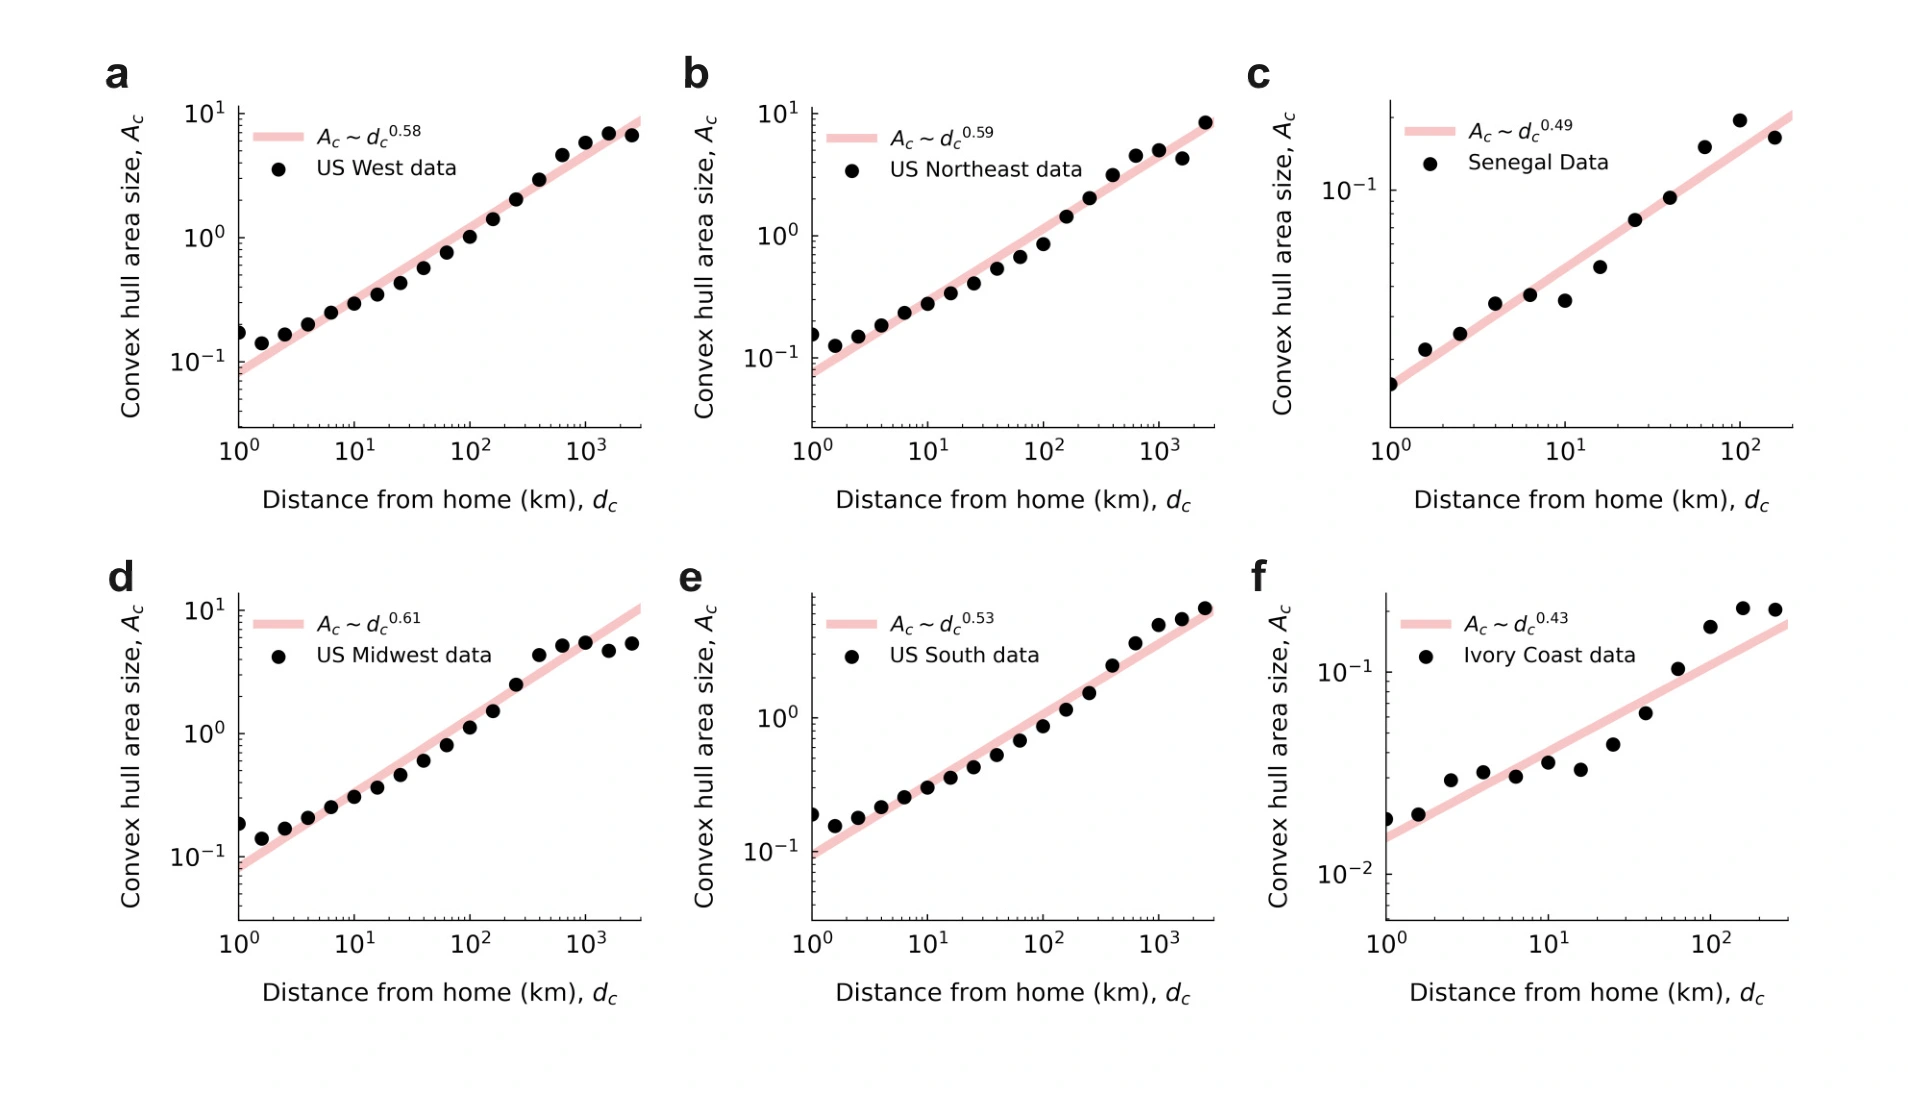 a
A_c ~ d_c^0.58
US West data
10^1
10^0
10^-1
Convex hull area size, A_c
10^0 10^1 10^2 10^3
Distance from home (km), d_c
b
A_c ~ d_c^0.59
US Northeast data
10^1
10^0
10^-1
Convex hull area size, A_c
10^0 10^1 10^2 10^3
Distance from home (km), d_c
c
A_c ~ d_c^0.49
Senegal Data
10^-1
Convex hull area size, A_c
10^0 10^1 10^2
Distance from home (km), d_c
d
A_c ~ d_c^0.61
US Midwest data
10^1
10^0
10^-1
Convex hull area size, A_c
10^0 10^1 10^2 10^3
Distance from home (km), d_c
e
A_c ~ d_c^0.53
US South data
10^0
10^-1
Convex hull area size, A_c
10^0 10^1 10^2 10^3
Distance from home (km), d_c
f
A_c ~ d_c^0.43
Ivory Coast data
10^-1
10^-2
Convex hull area size, A_c
10^0 10^1 10^2
Distance from home (km), d_c